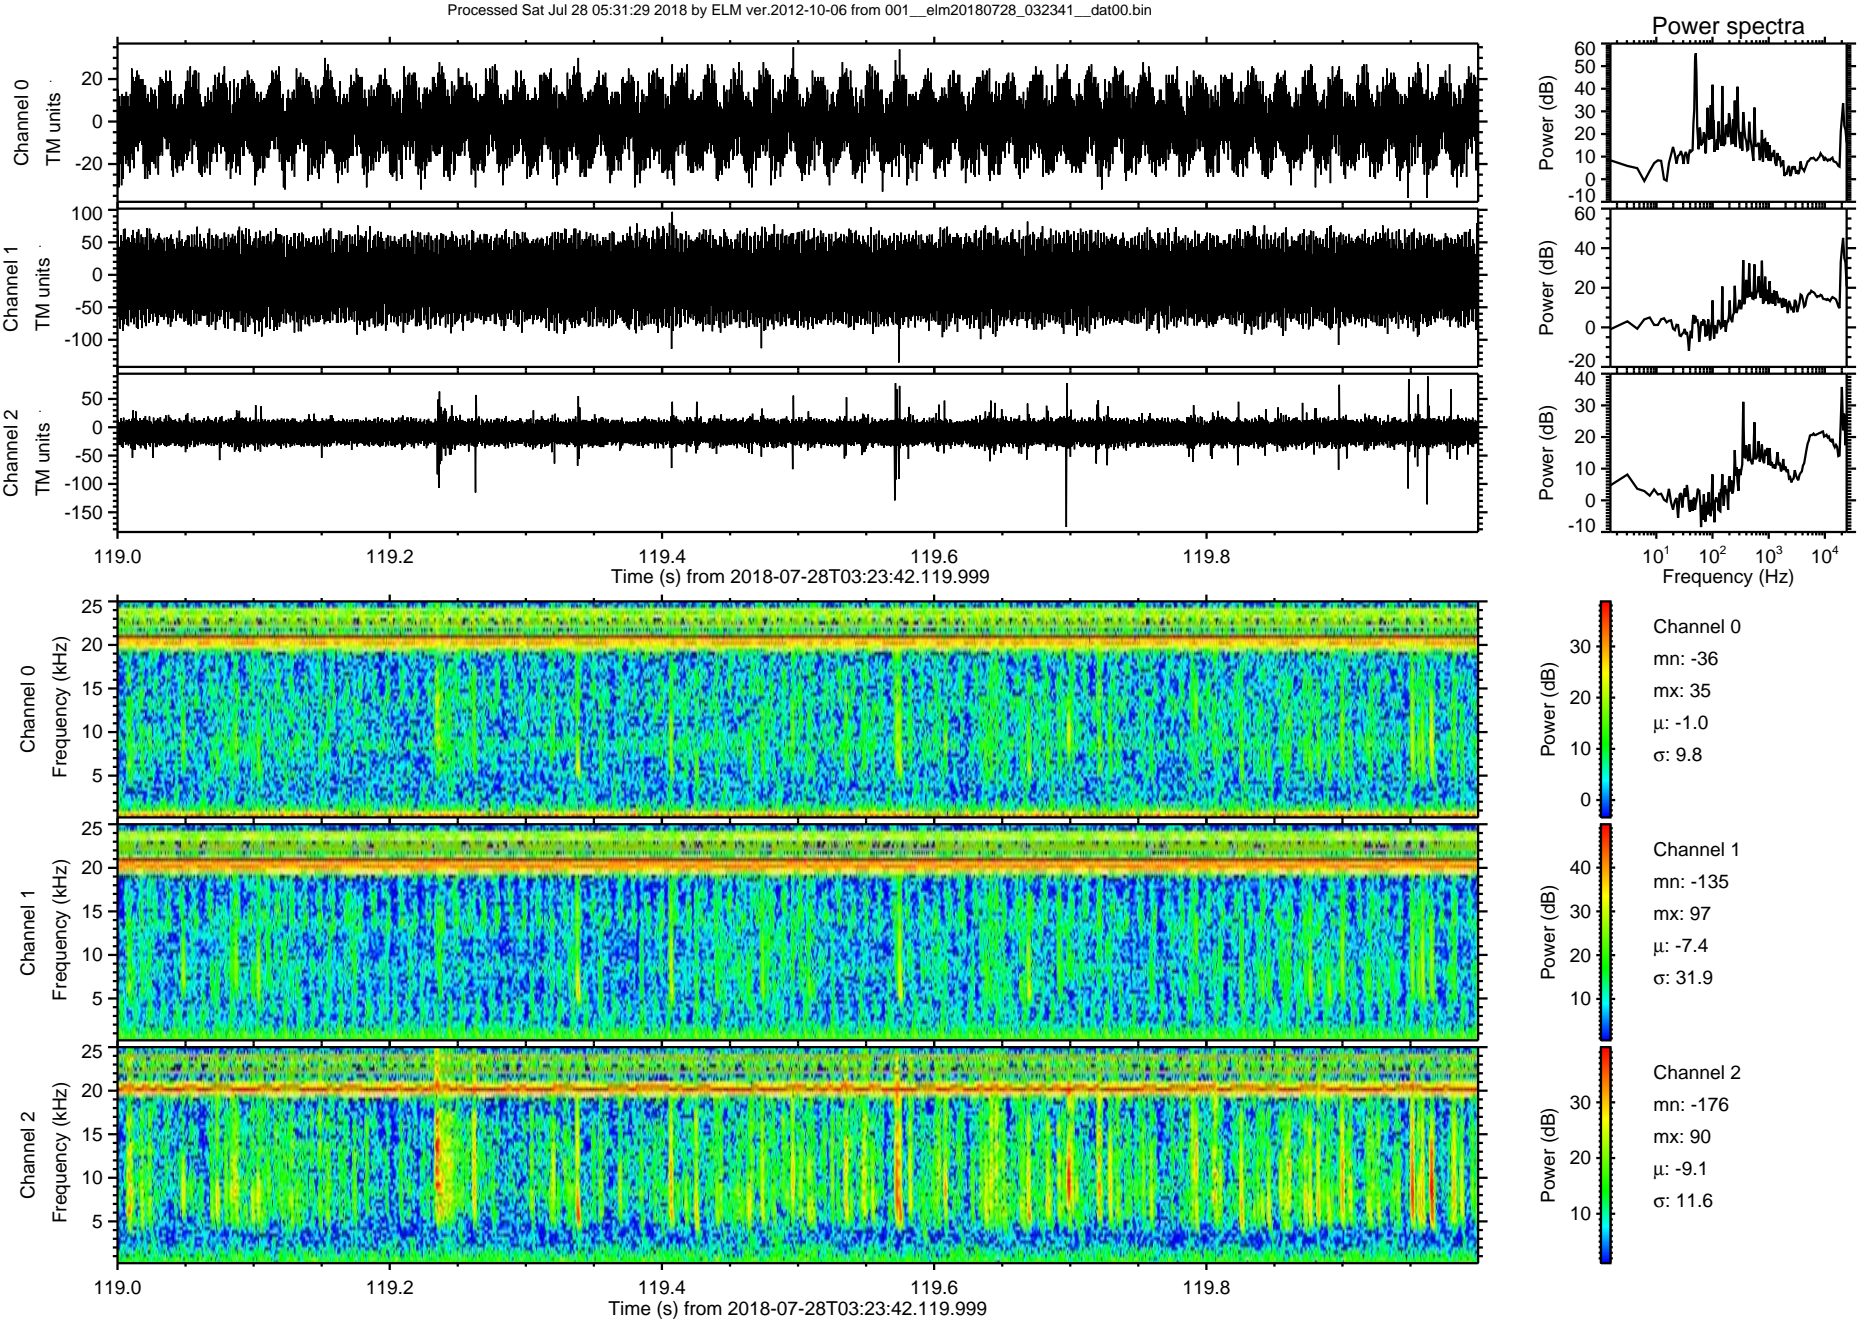 Processed Sat Jul 28 05:31:29 2018 by ELM ver.2012-10-06 from 001__elm20180728_032341__dat00.bin
Power spectra
Channel 0
TM units
20
0
-20
Power (dB)
60
50
40
30
20
10
0
-10
Channel 1
TM units
100
50
0
-50
-100
Power (dB)
60
40
20
0
-20
Channel 2
TM units
50
0
-50
-100
-150
Power (dB)
40
30
20
10
0
-10
119.0 119.2 119.4 119.6 119.8
Time (s) from 2018-07-28T03:23:42.119.999
10¹ 10² 10³ 10⁴
Frequency (Hz)
Channel 0
Frequency (kHz)
25
20
15
10
5
Power (dB)
30
20
10
0
Channel 0
mn: -36
mx: 35
μ: -1.0
σ: 9.8
Channel 1
Frequency (kHz)
25
20
15
10
5
Power (dB)
40
30
20
10
Channel 1
mn: -135
mx: 97
μ: -7.4
σ: 31.9
Channel 2
Frequency (kHz)
25
20
15
10
5
Power (dB)
30
20
10
Channel 2
mn: -176
mx: 90
μ: -9.1
σ: 11.6
119.0 119.2 119.4 119.6 119.8
Time (s) from 2018-07-28T03:23:42.119.999